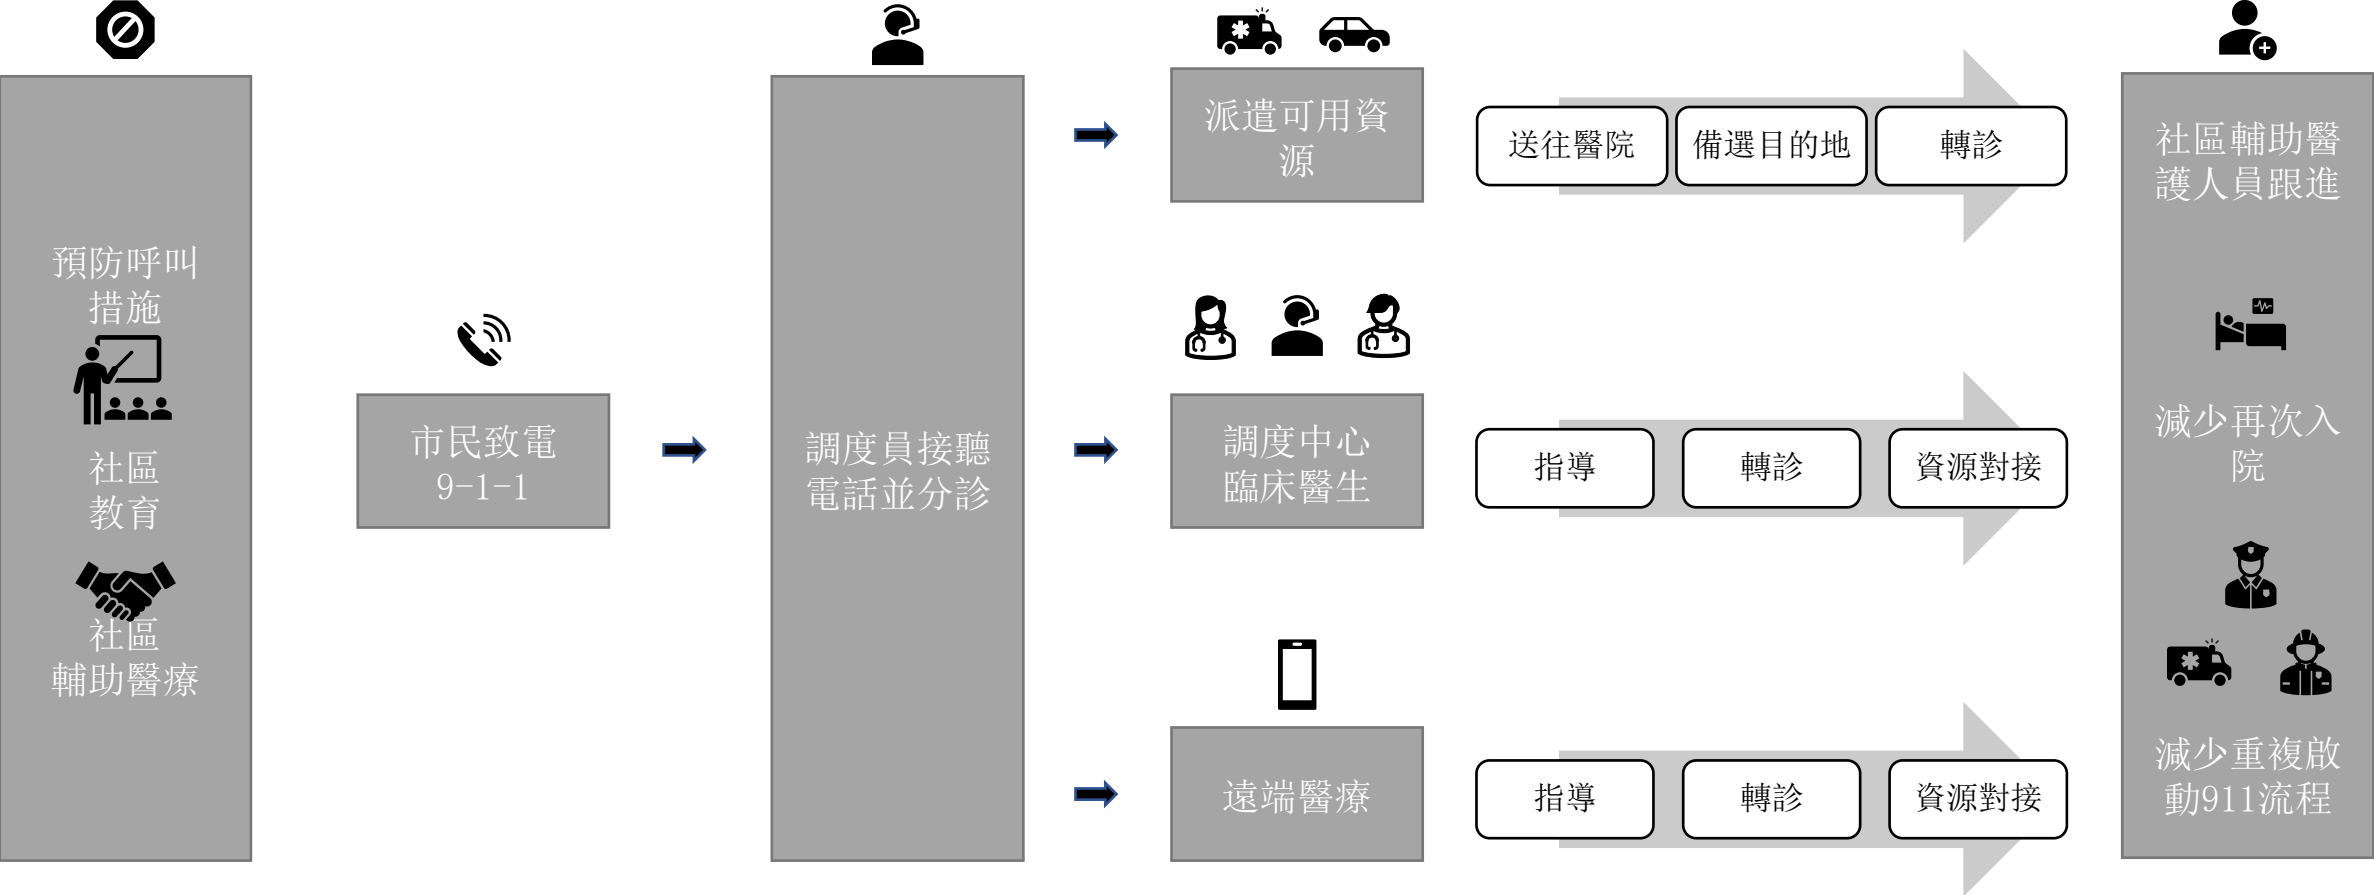 預防呼叫
措施
社區
教育
社區
輔助醫療
市民致電
9-1-1
調度員接聽
電話並分診
派遣可用資
源
送往醫院
備選目的地
轉診
調度中心
臨床醫生
指導
轉診
資源對接
遠端醫療
指導
轉診
資源對接
社區輔助醫
護人員跟進
減少再次入
院
減少重複啟
動911流程